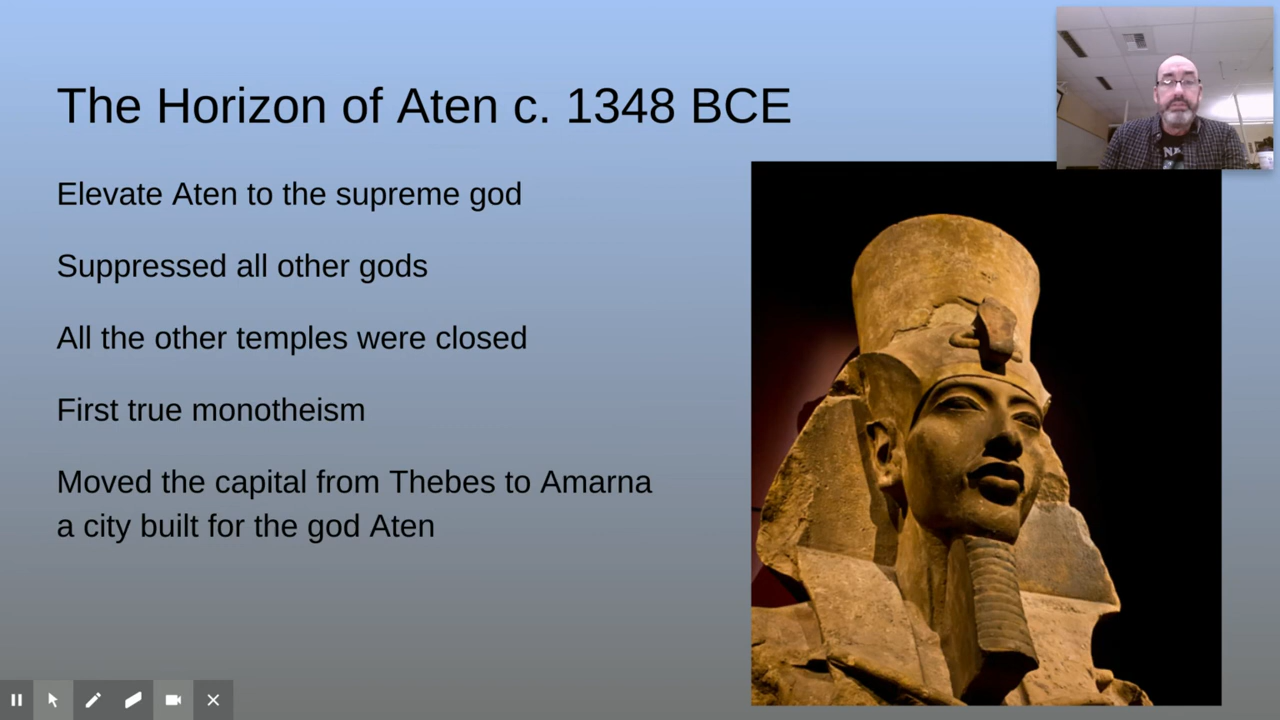 The Horizon of Aten c. 1348 BCE
Elevate Aten to the supreme god
Suppressed all other gods
All the other temples were closed
First true monotheism
Moved the capital from Thebes to Amarna
a city built for the god Aten